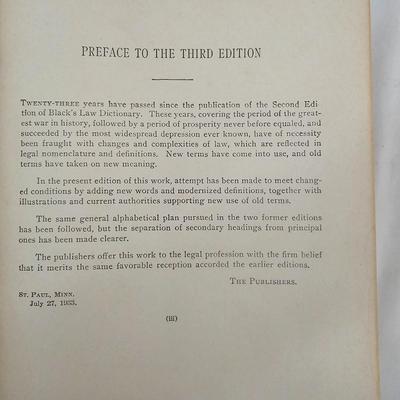 PREFACE TO THE THIRD EDITION
TWENTY-THREE years have passed since the publication of the Second Edi
tion of Black's Law Dictionary. These years, covering the period of the great-
est war in history, followed by a period of prosperity never before equaled, and
succeeded by the most widespread depression ever known, have of necessity
been fraught with changes and complexities of law, which are reflected in
legal nomenclature and definitions. New terms have come into use, and old
terms have taken on new meaning.
In the present edition of this work, attempt has been made to meet chang-
ed conditions by adding new words and modernized definitions, together with
illustrations and current authorities supporting new use of old terms.
The same general alphabetical plan pursued in the two former editions
has been followed, but the separation of secondary headings from principal
ones has been made clearer.
The publishers offer this work to the legal profession with the firm belief
that it merits the same favorable reception accorded the earlier editions.
THE PUBLISHERS.
ST. PAUL, MINN.
July 27, 1933.
(iii)